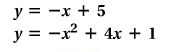 y = −x + 5
y = −x² + 4x + 1